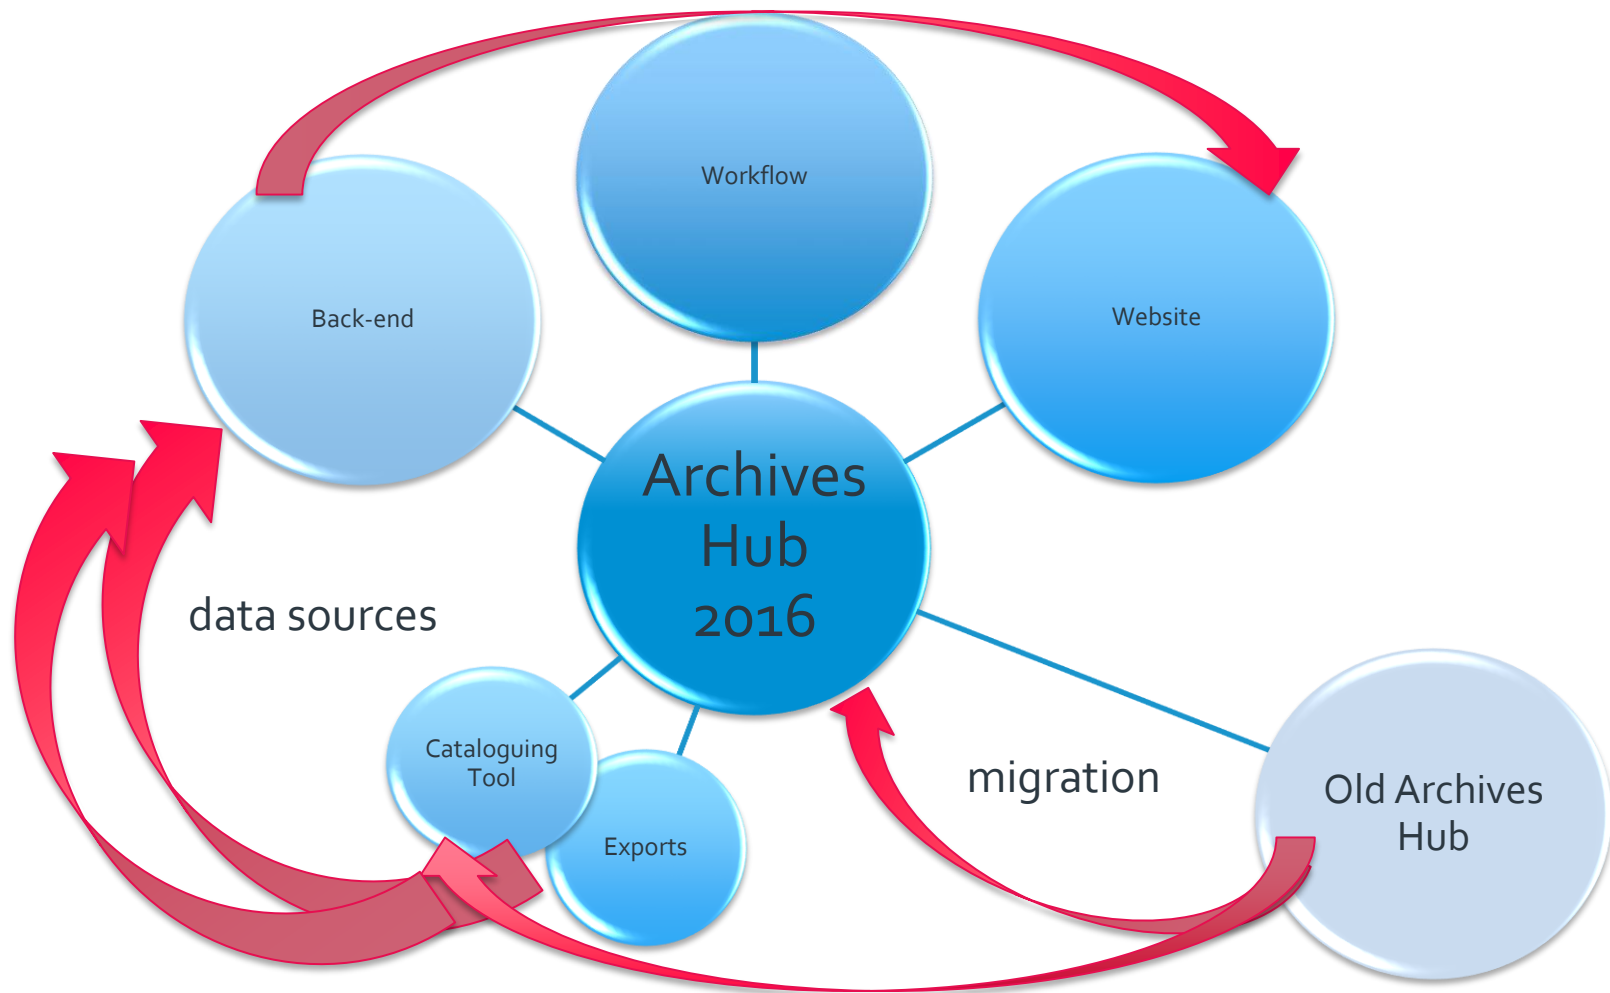 Workflow
Back-end
Website
Archives
Hub
2016
data sources
Cataloguing
Tool
Exports
migration
Old Archives
Hub